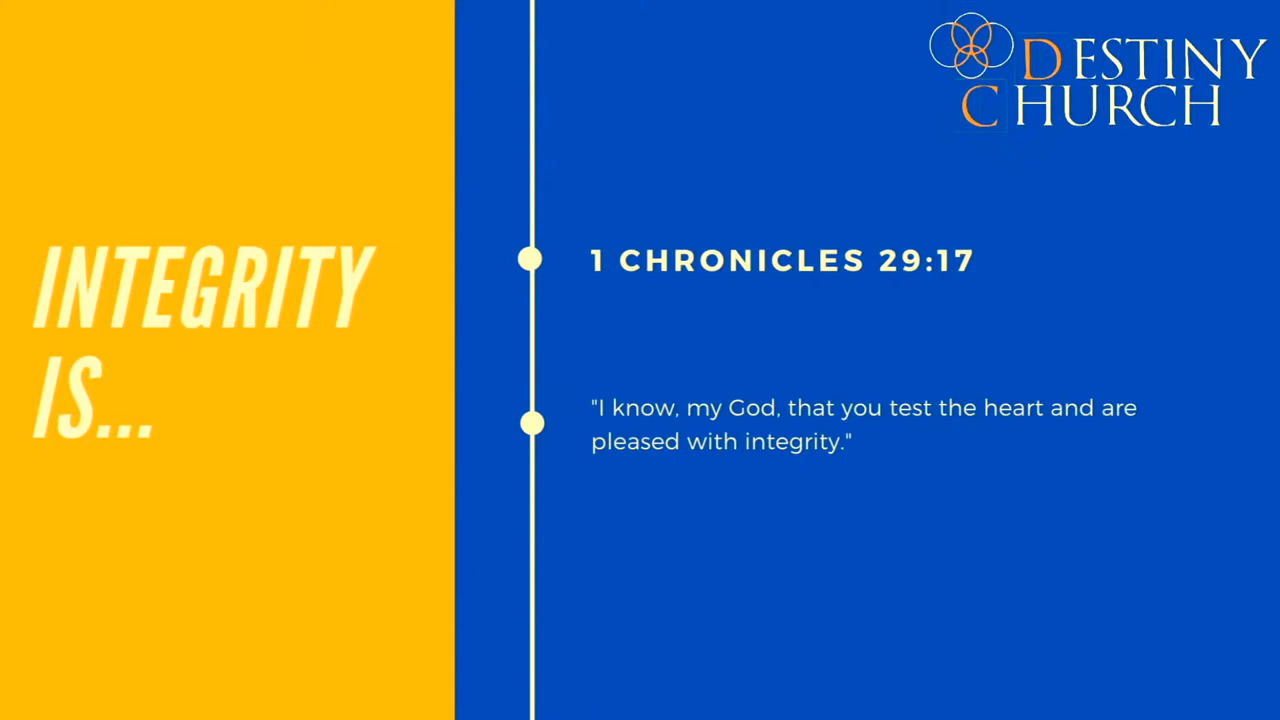 DESTINY
CHURCH
INTEGRITY
IS...
1 CHRONICLES 29:17
"I know, my God, that you test the heart and are
pleased with integrity."